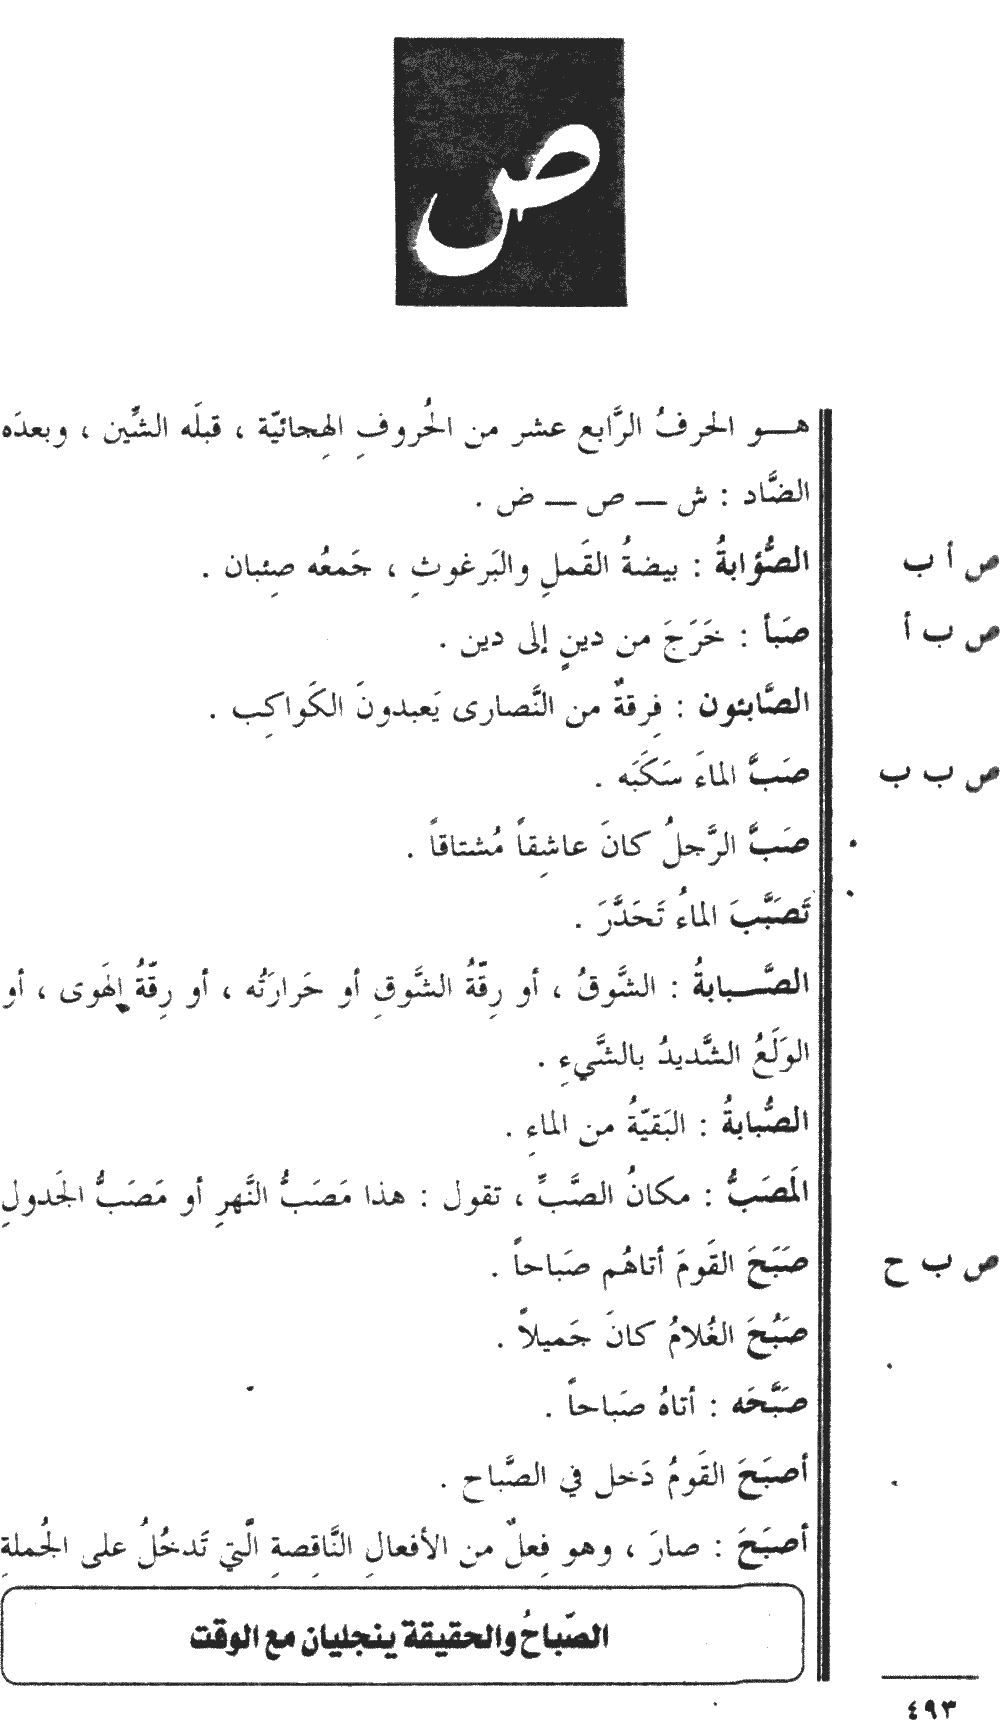 ص
هـــو الحرفُ الرَّابع عشر من الحُروفِ الهِجائيّة ، قبلَه الشِّين ، وبعدَه
الضَّاد : ش ـــ ص ـــ ض .
ص أ ب الصُّؤابةُ : بيضةُ القَملِ والبَرغوثِ ، جَمعُه صِئبان .
ص ب أ صَبأ : خَرَجَ من دينٍ إلى دين .
الصَّابئون : فِرقةٌ من النَّصارى يَعبدونَ الكَواكِب .
ص ب ب صَبَّ الماءَ سَكَبَه .
صَبَّ الرَّجلُ كانَ عاشِقاً مُشتاقاً .
تَصَبَّبَ الماءُ تَحَدَّرَ .
الصَّـــبابةُ : الشَّوقُ ، أو رِقّةُ الشَّوقِ أو حَرارَتُه ، أو رِقّةُ الهَوى ، أو
الوَلَعُ الشَّديدُ بالشَّيءِ .
الصُّبابةُ : البَقيّةُ من الماءِ .
المَصَبُّ : مكانُ الصَّبِّ ، تقول : هذا مَصَبُّ النَّهرِ أو مَصَبُّ الجَدولِ
ص ب ح صَبَحَ القَومَ أتاهُم صَباحاً .
صَبُحَ الغُلامُ كانَ جَميلاً .
صَبَّحَه : أتاهُ صَباحاً .
أصبَحَ القَومُ دَخل في الصَّباح .
أصبَحَ : صارَ ، وهو فِعلٌ من الأفعالِ النَّاقِصةِ الّتي تَدخُلُ على الجُملةِ
الصّباحُ والحقيقة ينجليان مع الوقت
٤٩٣